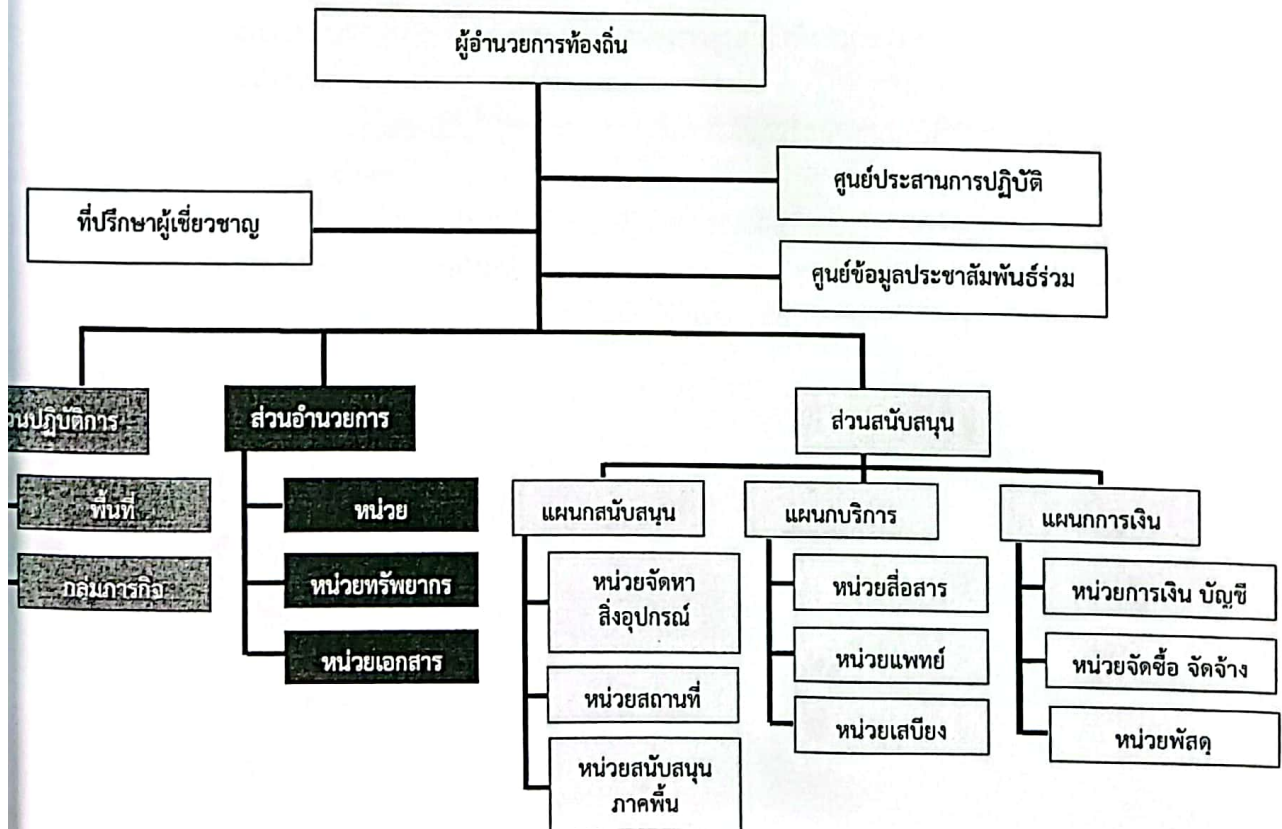 ผู้อำนวยการท้องถิ่น
ศูนย์ประสานการปฏิบัติ
ที่ปรึกษาผู้เชี่ยวชาญ
ศูนย์ข้อมูลประชาสัมพันธ์ร่วม
วนปฏิบัติการ
ส่วนอำนวยการ
ส่วนสนับสนุน
พื้นที่
กลุ่มภารกิจ
หน่วย
หน่วยทรัพยากร
หน่วยเอกสาร
แผนกสนับสนุน
แผนกบริการ
แผนกการเงิน
หน่วยจัดหา
สิ่งอุปกรณ์
หน่วยสถานที่
หน่วยสนับสนุน
ภาคพื้น
หน่วยสื่อสาร
หน่วยแพทย์
หน่วยเสบียง
หน่วยการเงิน บัญชี
หน่วยจัดซื้อ จัดจ้าง
หน่วยพัสดุ